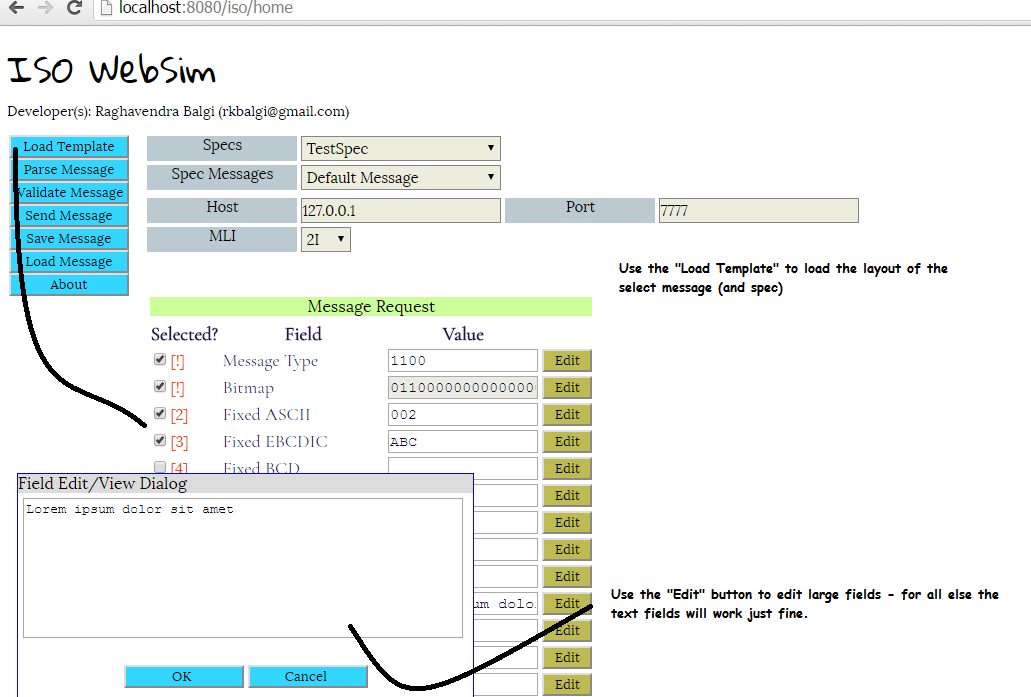 localhost:8080/iso/home
ISO WebSim
Developer(s): Raghavendra Balgi (rkbalgi@gmail.com)
Load Template
Parse Message
Validate Message
Send Message
Save Message
Load Message
About
Specs TestSpec
Spec Messages Default Message
Host 127.0.0.1 Port 7777
MLI 2I
Use the "Load Template" to load the layout of the
select message (and spec)
Message Request
Selected? Field Value
[!] Message Type 1100 Edit
[!] Bitmap 0110000000000000 Edit
[2] Fixed ASCII 002 Edit
[3] Fixed EBCDIC ABC Edit
[4] Fixed BCD Edit
Field Edit/View Dialog
Lorem ipsum dolor sit amet
Edit
Edit
Edit
Edit
um dolo Edit
Edit
Edit
Edit
Use the "Edit" button to edit large fields - for all else the
text fields will work just fine.
OK Cancel